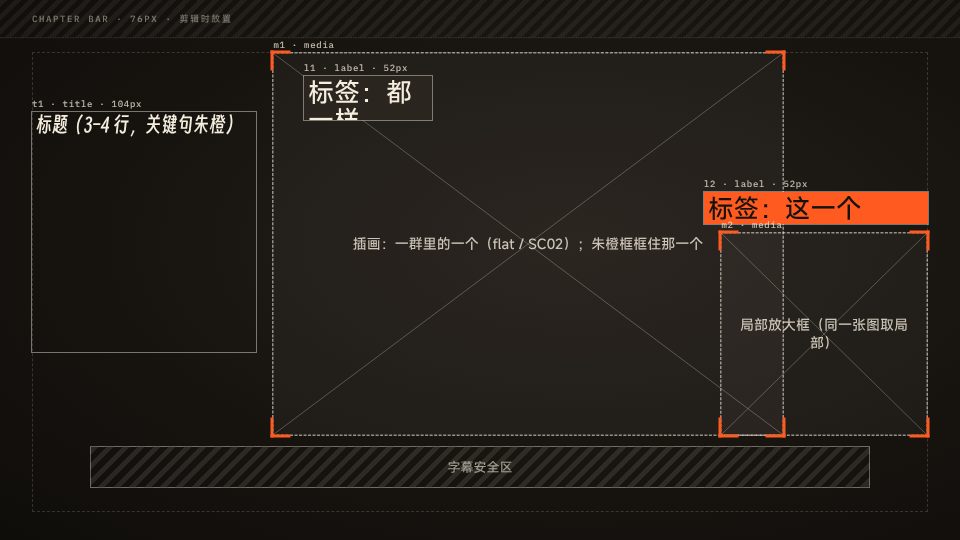 CHAPTER BAR · 76PX · 剪辑时放置
m1 · media
l1 · label · 52px
标签：都
一样
t1 · title · 104px
标题（3-4行，关键句朱橙）
l2 · label · 52px
标签：这一个
m2 · media
插画：一群里的一个（flat / SC02）；朱橙框框住那一个
局部放大框（同一张图取局
部）
字幕安全区